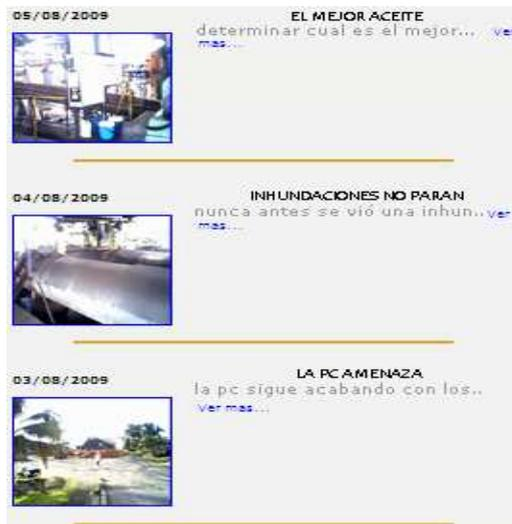 05/08/2009
EL MEJOR ACEITE
determinar cual es el mejor... ver
mas...
04/08/2009
INHUNDACIONES NO PARAN
nunca antes se vió una inhun.. ver
mas...
03/08/2009
LA PC AMENAZA
la pc sigue acabando con los..
Ver mas...